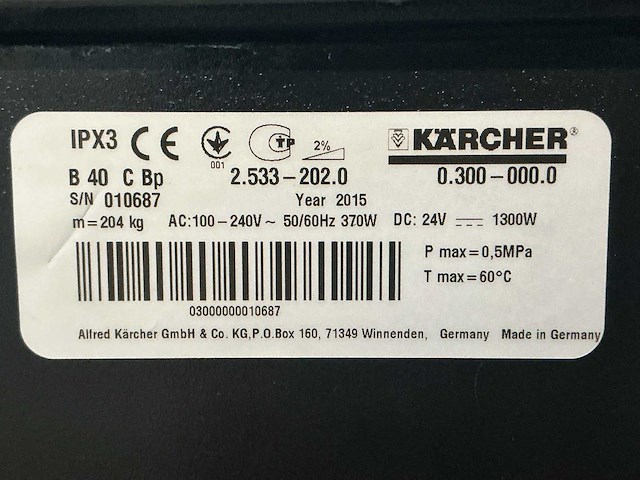 IPX3 CE 001 TP 2% KÄRCHER®
B 40 C Bp 2.533-202.0 0.300-000.0
S/N 010687 Year 2015
m=204 kg AC:100-240V~ 50/60Hz 370W DC: 24V 1300W
P max=0,5MPa
T max=60°C
03000000010687
Allred Kärcher GmbH & Co. KG,P.O.Box 160, 71349 Winnenden, Germany Made in Germany